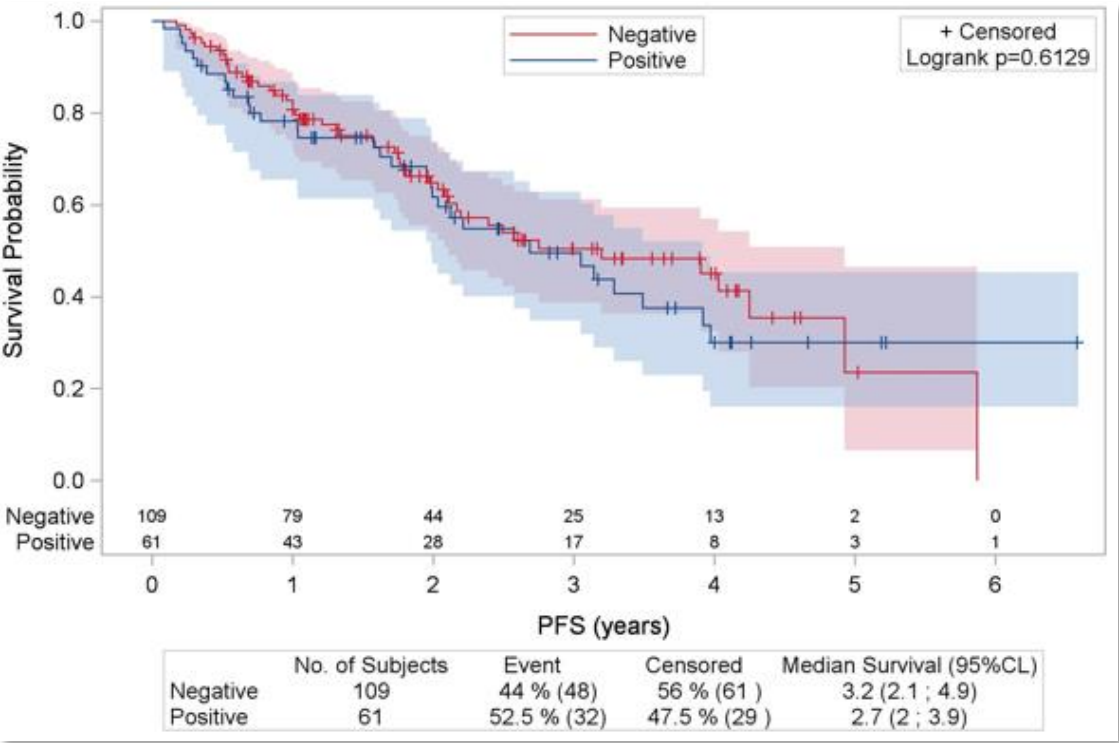 1.0
0.8
0.6
0.4
0.2
0.0
Survival Probability
Negative
Positive
+ Censored
Logrank p=0.6129
Negative 109 79 44 25 13 2 0
Positive 61 43 28 17 8 3 1
0 1 2 3 4 5 6
PFS (years)
No. of Subjects Event Censored Median Survival (95%CL)
Negative 109 44 % (48) 56 % (61 ) 3.2 (2.1 ; 4.9)
Positive 61 52.5 % (32) 47.5 % (29 ) 2.7 (2 ; 3.9)